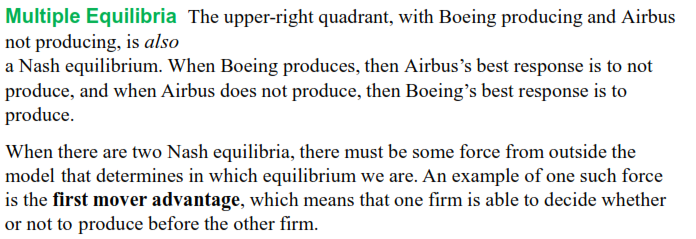 Multiple Equilibria The upper-right quadrant, with Boeing producing and Airbus
not producing, is also
a Nash equilibrium. When Boeing produces, then Airbus's best response is to not
produce, and when Airbus does not produce, then Boeing's best response is to
produce.
When there are two Nash equilibria, there must be some force from outside the
model that determines in which equilibrium we are. An example of one such force
is the first mover advantage, which means that one firm is able to decide whether
or not to produce before the other firm.